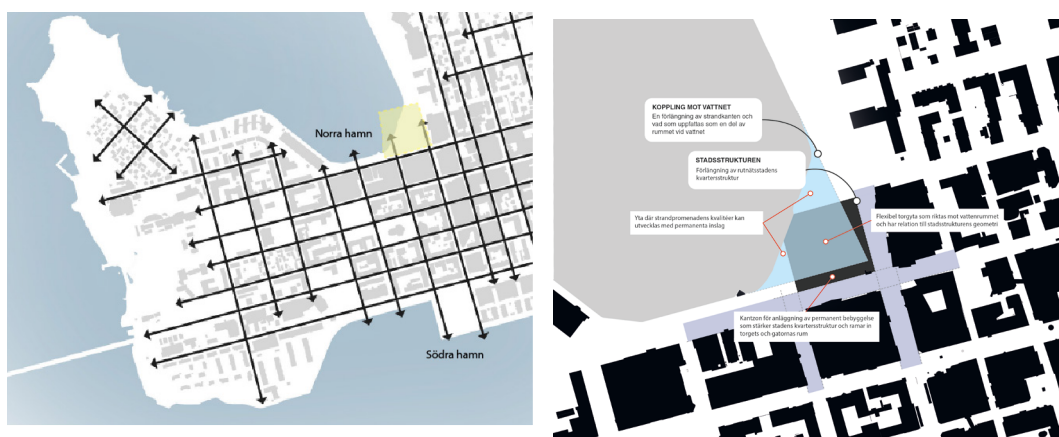 Norra hamn
Södra hamn
KOPPLING MOT VATTNET
En förlängning av strandkanten och
vad som uppfattas som en del av
rummet vid vattnet
STADSSTRUKTUREN
Förlängning av rutnätsstadens
kvartersstruktur
Yta där strandpromenadens kvalitéer kan
utvecklas med permanenta inslag
Flexibel torgyta som riktas mot vattenrummet
och har relation till stadsstrukturens geometri
Kantzon för anläggning av permanent bebyggelse
som stärker stadens kvartersstruktur och ramar in
torgets och gatornas rum